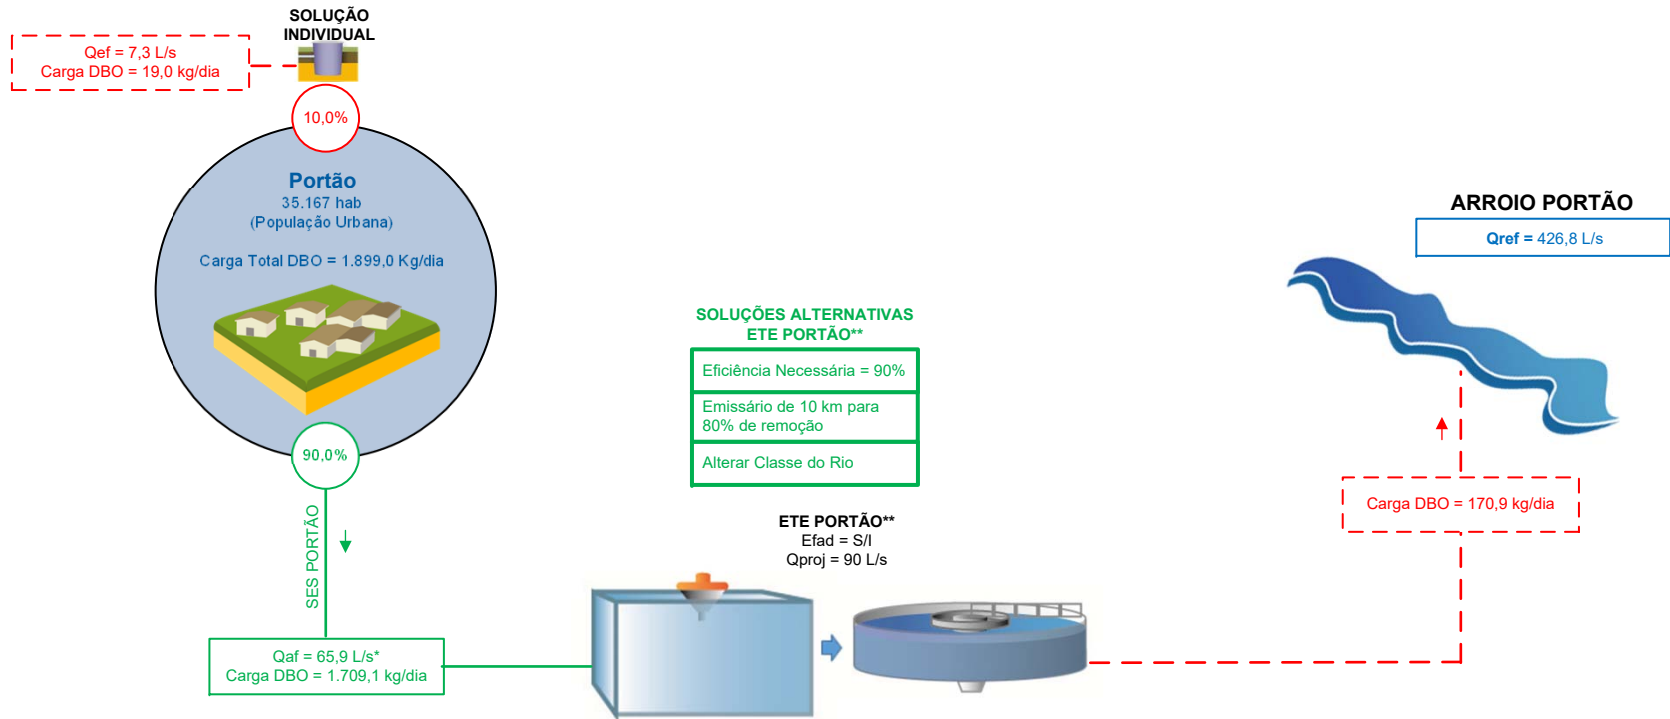 SOLUÇÃO
INDIVIDUAL
Qef = 7,3 L/s
Carga DBO = 19,0 kg/dia
10,0%
Portão
35.167 hab
(População Urbana)
Carga Total DBO = 1.899,0 Kg/dia
90,0%
SES PORTÃO
Qaf = 65,9 L/s*
Carga DBO = 1.709,1 kg/dia
SOLUÇÕES ALTERNATIVAS
ETE PORTÃO**
Eficiência Necessária = 90%
Emissário de 10 km para
80% de remoção
Alterar Classe do Rio
ETE PORTÃO**
Efad = S/I
Qproj = 90 L/s
ARROIO PORTÃO
Qref = 426,8 L/s
Carga DBO = 170,9 kg/dia